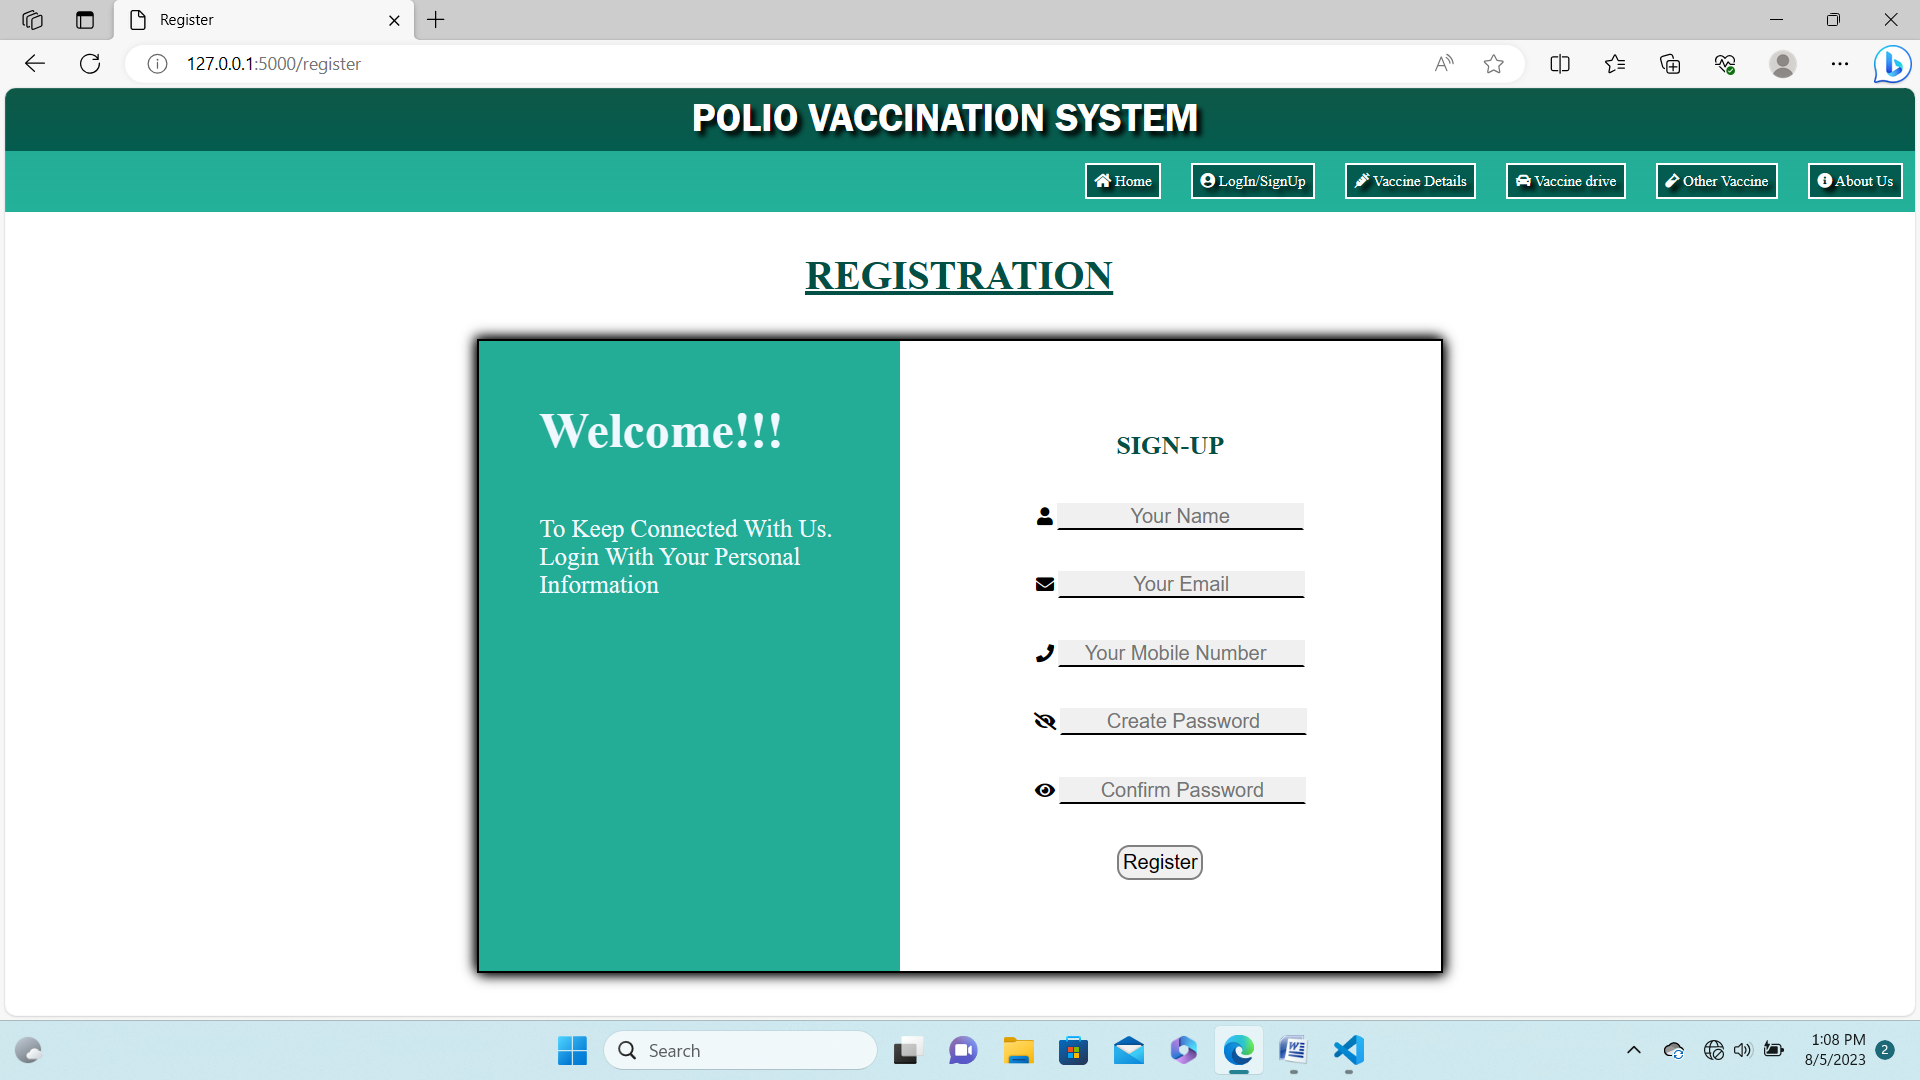 Register
127.0.0.1:5000/register
POLIO VACCINATION SYSTEM
Home
LogIn/SignUp
Vaccine Details
Vaccine drive
Other Vaccine
About Us
REGISTRATION
Welcome!!!
To Keep Connected With Us.
Login With Your Personal
Information
SIGN-UP
Your Name
Your Email
Your Mobile Number
Create Password
Confirm Password
Register
Search
1:08 PM
8/5/2023
2